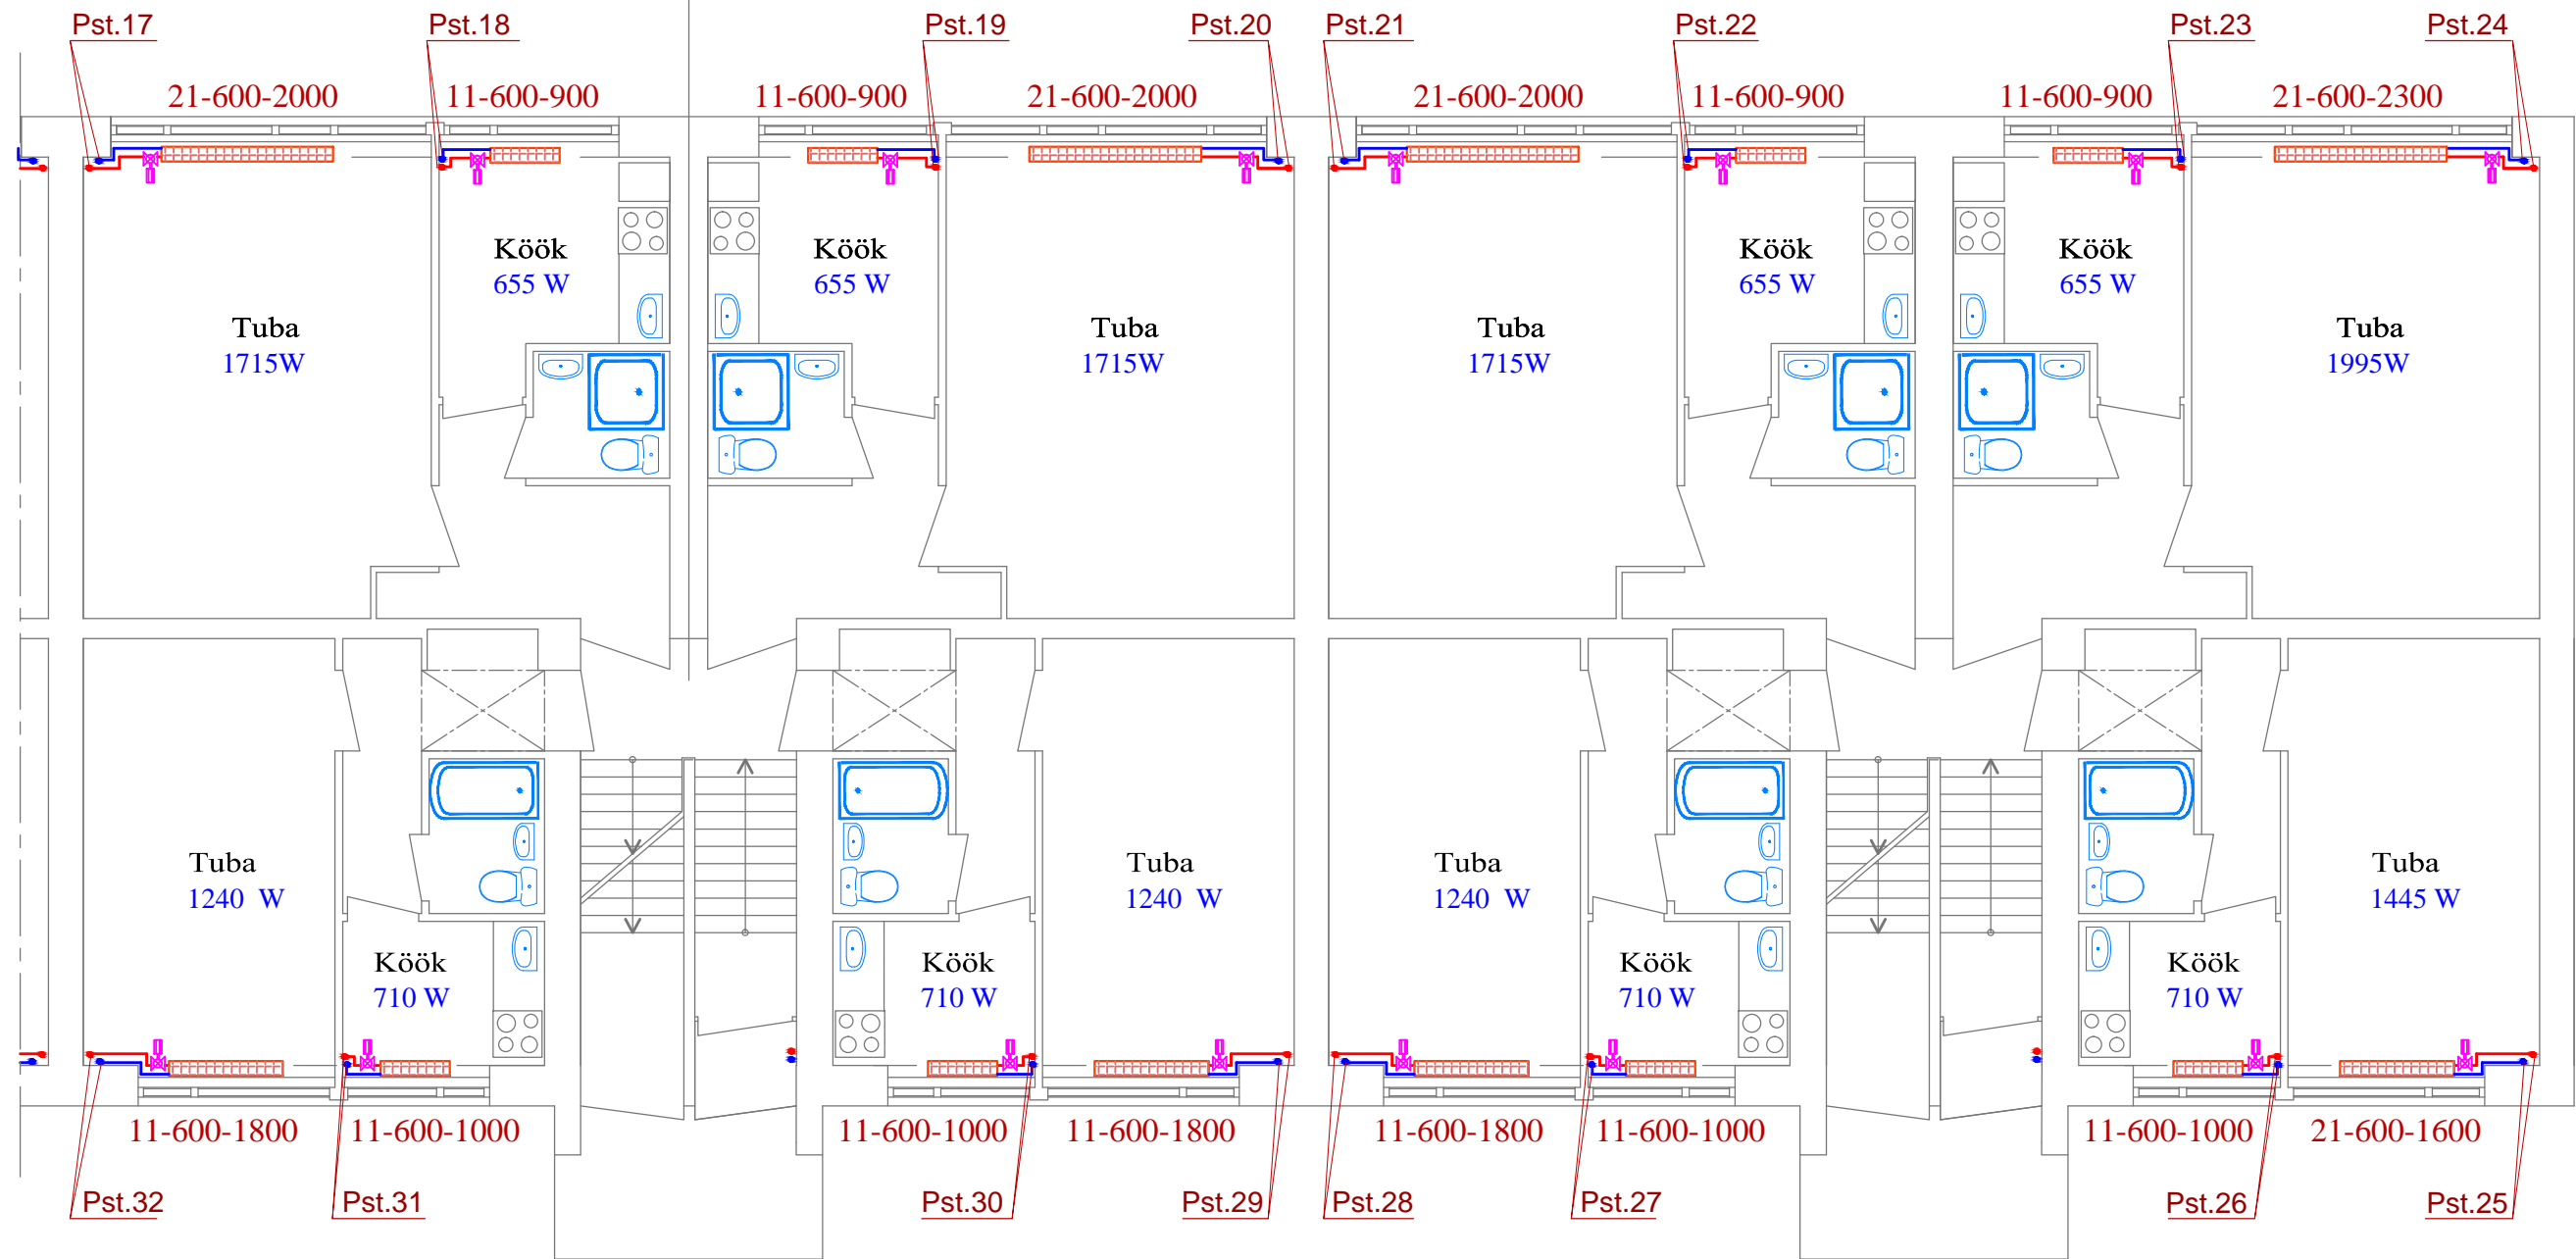 Pst.17
Pst.18
Pst.19
Pst.20
Pst.21
Pst.22
Pst.23
Pst.24
21-600-2000
11-600-900
11-600-900
21-600-2000
21-600-2000
11-600-900
11-600-900
21-600-2300
Köök
655 W
Köök
655 W
Köök
655 W
Köök
655 W
Tuba
1715W
Tuba
1715W
Tuba
1715W
Tuba
1995W
Tuba
1240 W
Tuba
1240 W
Tuba
1240 W
Tuba
1445 W
Köök
710 W
Köök
710 W
Köök
710 W
Köök
710 W
11-600-1800
11-600-1000
11-600-1000
11-600-1800
11-600-1800
11-600-1000
11-600-1000
21-600-1600
Pst.32
Pst.31
Pst.30
Pst.29
Pst.28
Pst.27
Pst.26
Pst.25